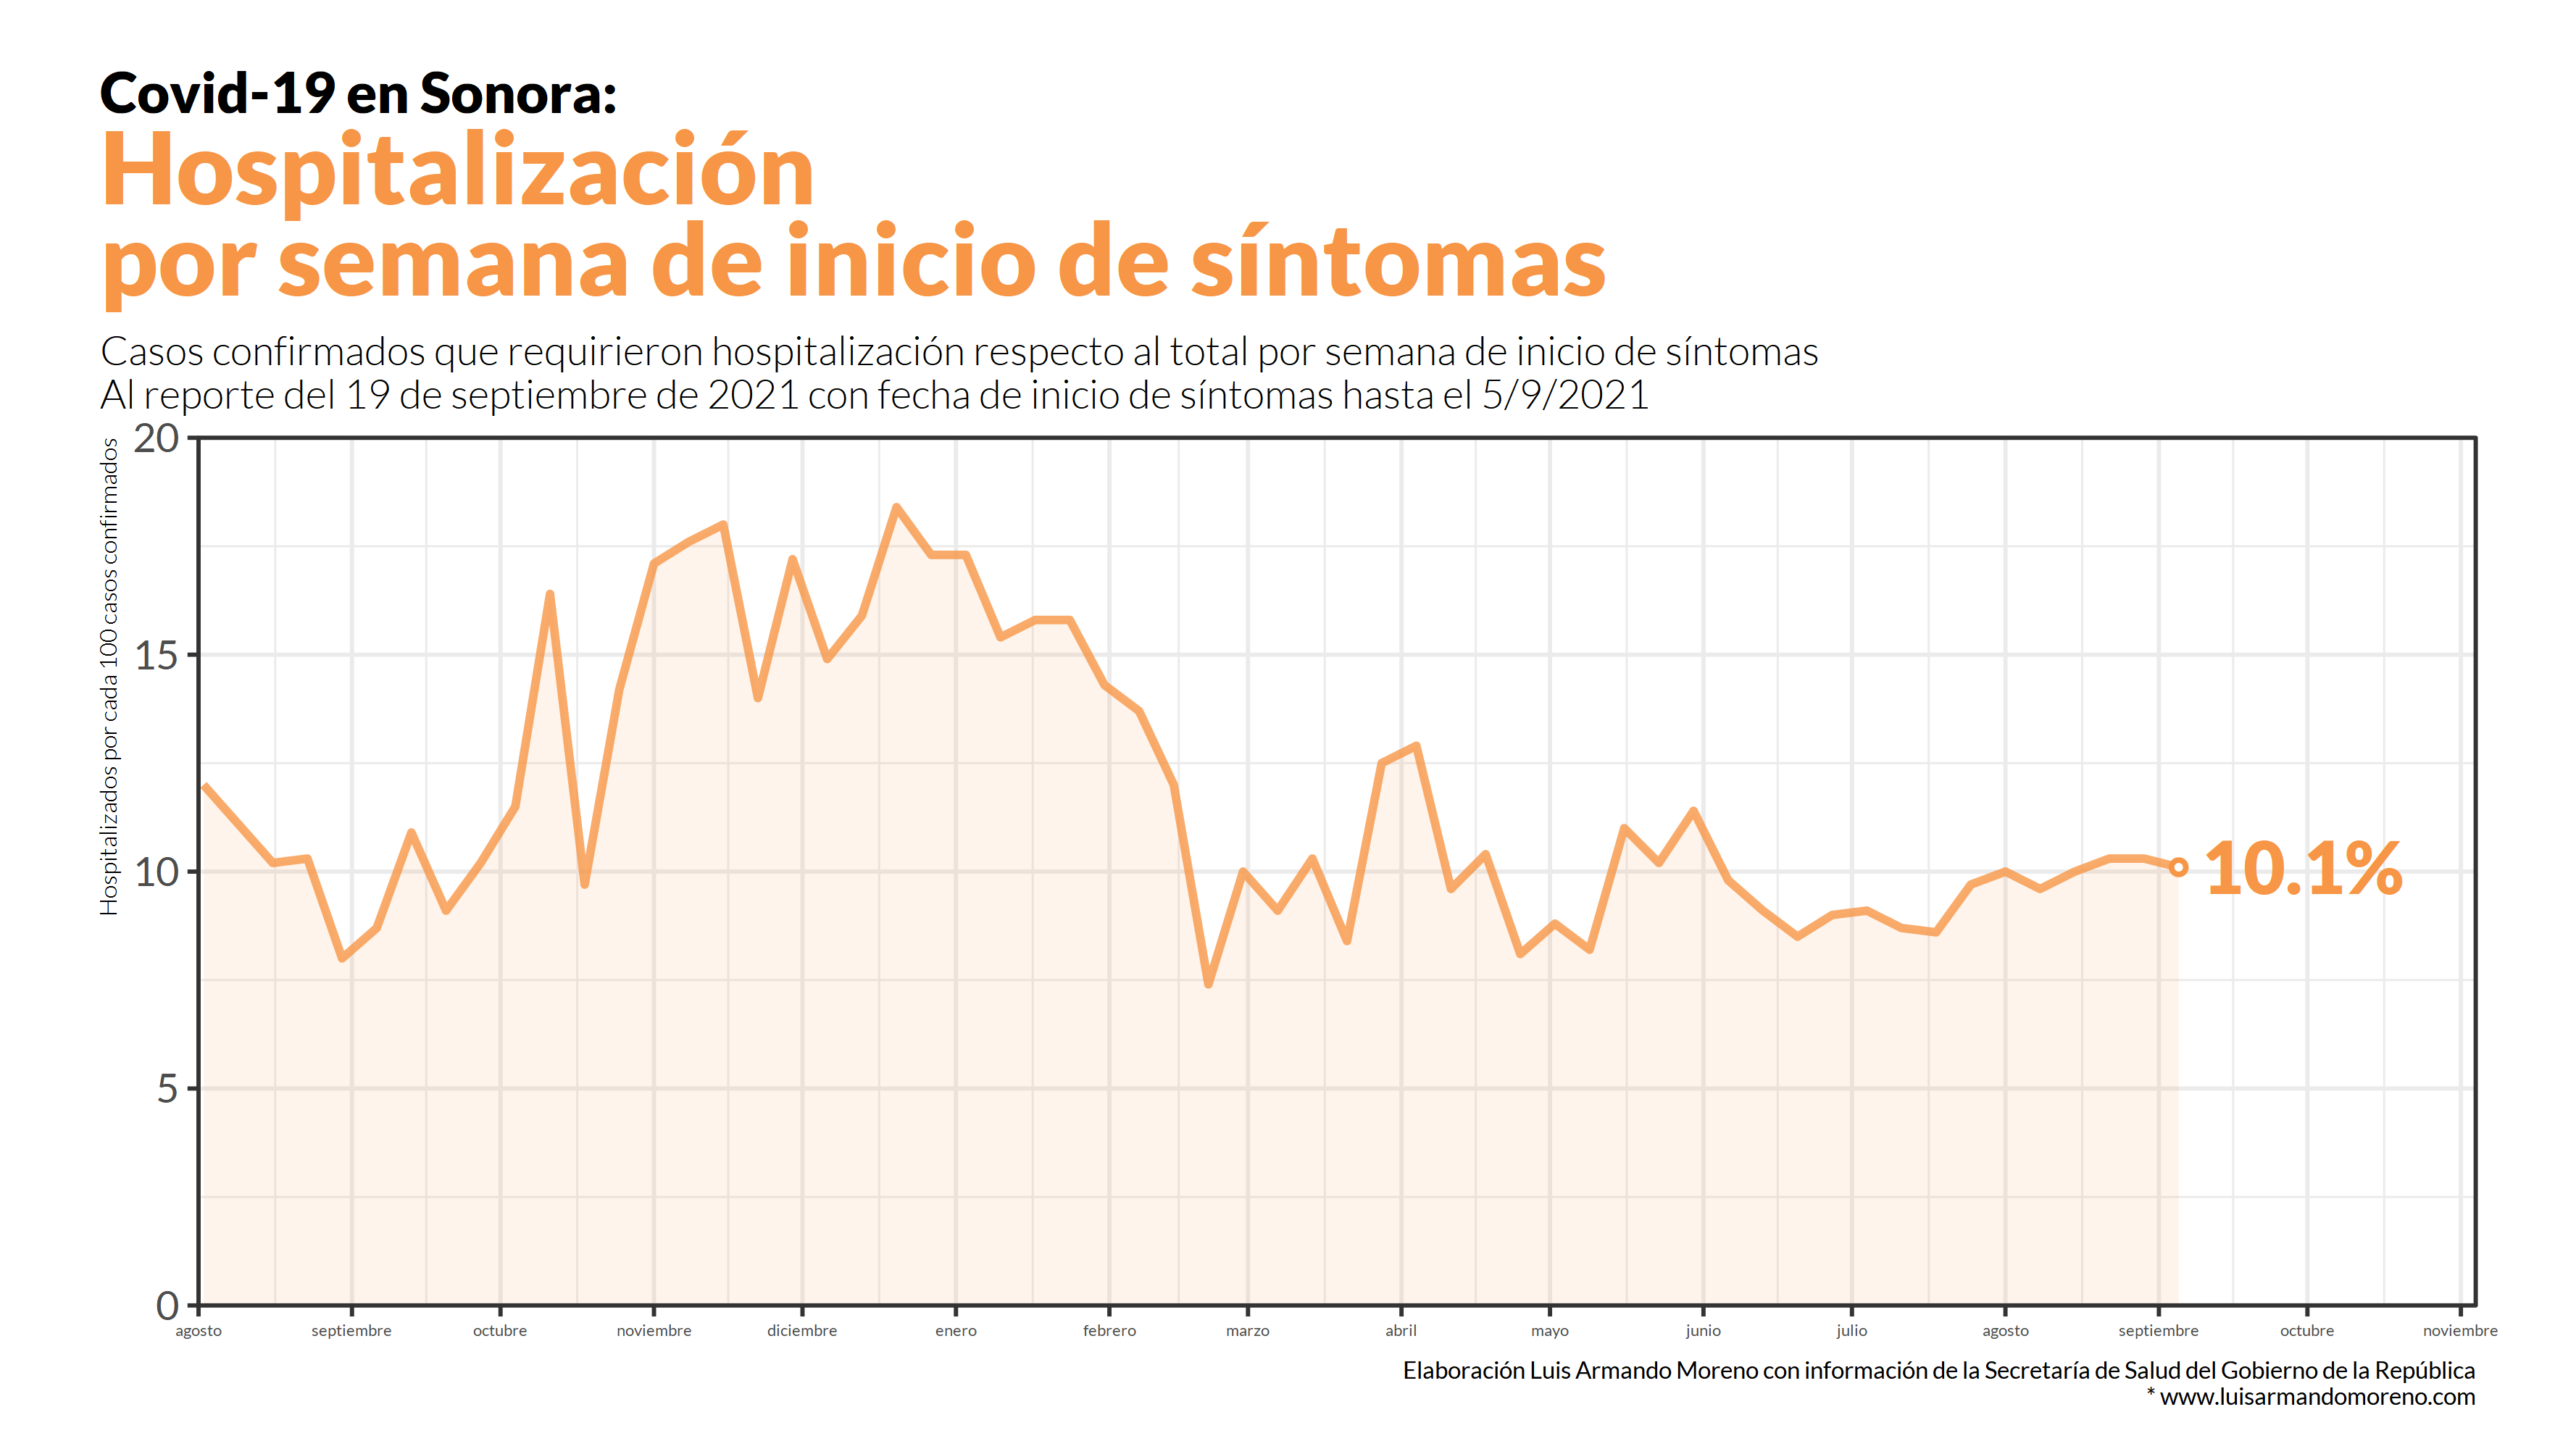 Covid-19 en Sonora:
Hospitalización
por semana de inicio de síntomas
Casos confirmados que requirieron hospitalización respecto al total por semana de inicio de síntomas
Al reporte del 19 de septiembre de 2021 con fecha de inicio de síntomas hasta el 5/9/2021
Hospitalizados por cada 100 casos confirmados
20
15
10
5
0
10.1%
agosto septiembre octubre noviembre diciembre enero febrero marzo abril mayo junio julio agosto septiembre octubre noviembre
Elaboración Luis Armando Moreno con información de la Secretaría de Salud del Gobierno de la República
* www.luisarmandomoreno.com